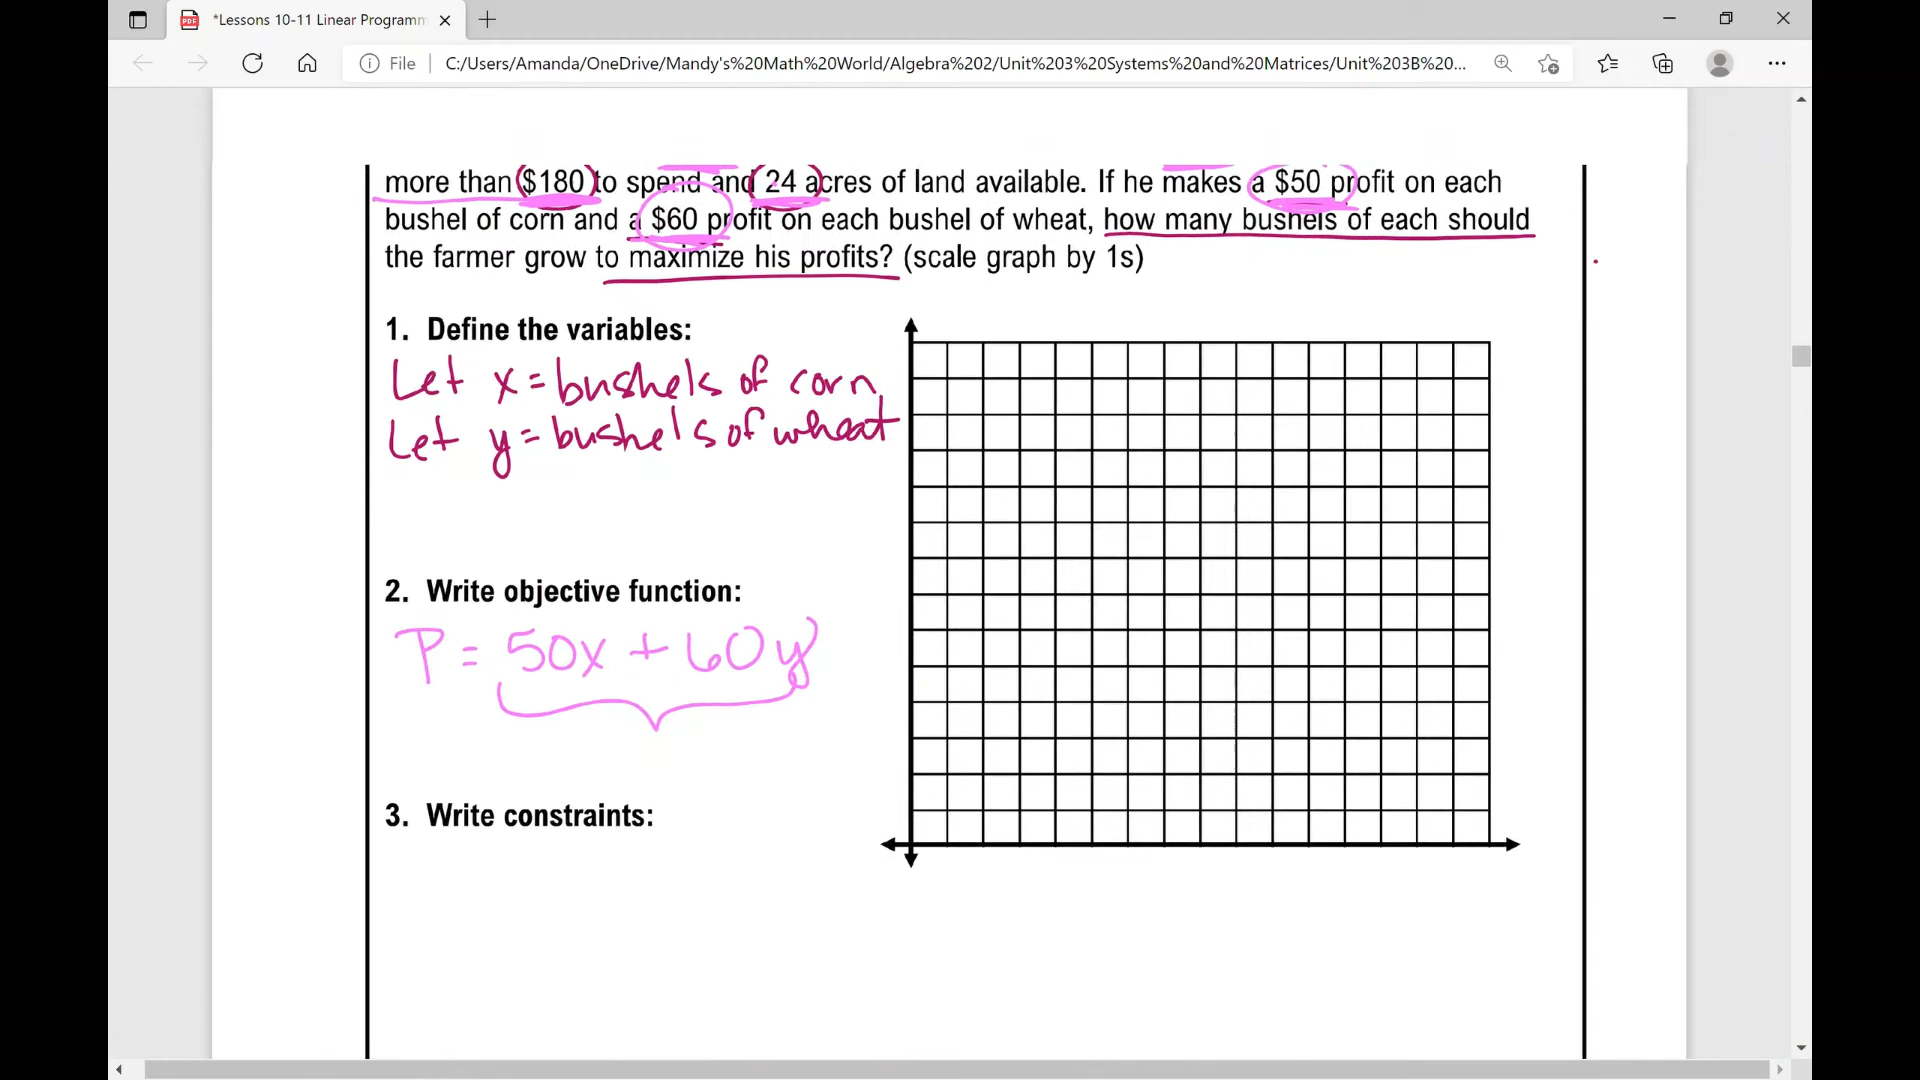 *Lessons 10-11 Linear Programm
File
C:/Users/Amanda/OneDrive/Mandy's%20Math%20World/Algebra%202/Unit%203%20Systems%20and%20Matrices/Unit%203B%20...
more than $180 to spend and 24 acres of land available. If he makes a $50 profit on each
bushel of corn and a $60 profit on each bushel of wheat, how many bushels of each should
the farmer grow to maximize his profits? (scale graph by 1s)
1. Define the variables:
Let x = bushels of corn
Let y = bushels of wheat
2. Write objective function:
P = 50x + 60y
3. Write constraints: